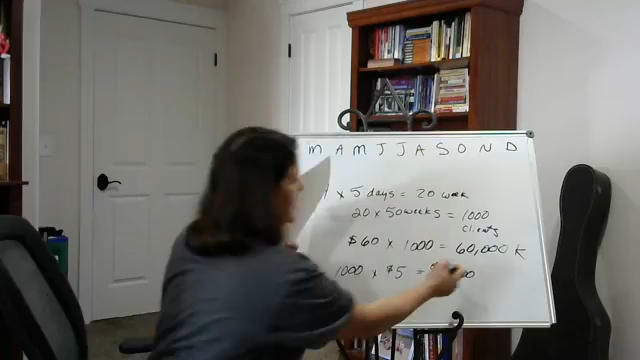 M A M J J A S O N D
x 5 days = 20 week
20 x 50 weeks = 1000
Clients
$60 x 1000 = 60,000 K
1000 x $5 =